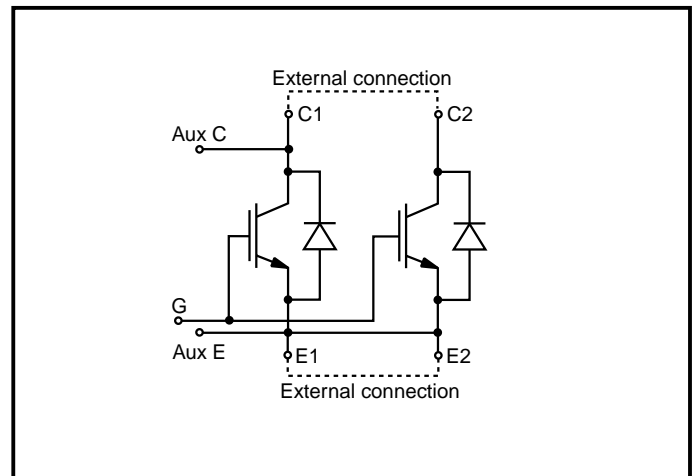 External connection
C1
C2
Aux C
G
Aux E
E1
E2
External connection